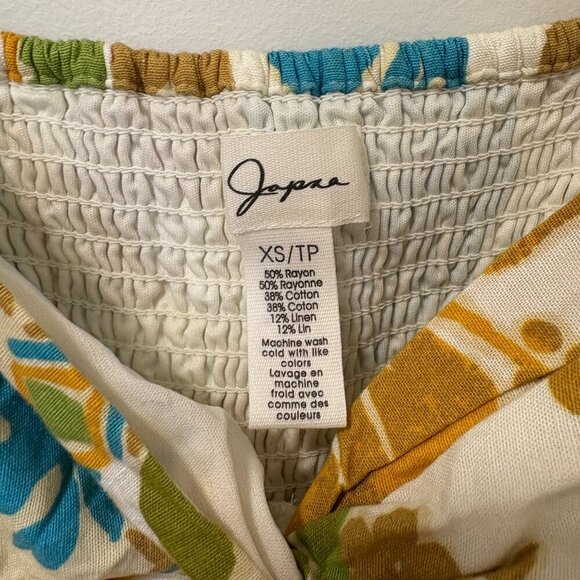 Japna
XS/TP
50% Rayon
50% Rayonne
38% Cotton
38% Coton
12% Linen
12% Lin
Machine wash
cold with like
colors
Lavage en
machine
froid avec
comme des
couleurs